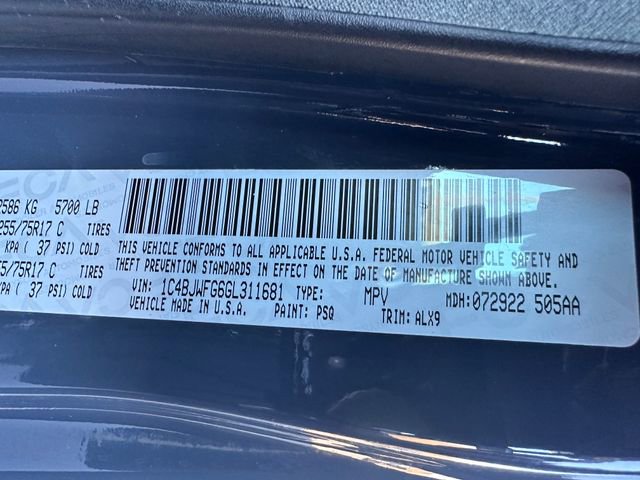 2586 KG 5700 LB
255/75R17 C TIRES
KPA ( 37 PSI) COLD
5/75R17 C TIRES
KPA ( 37 PSI) COLD
THIS VEHICLE CONFORMS TO ALL APPLICABLE U.S.A. FEDERAL MOTOR VEHICLE SAFETY AND
THEFT PREVENTION STANDARDS IN EFFECT ON THE DATE OF MANUFACTURE SHOWN ABOVE.
VIN: 1C4BJWFG6GL311681 TYPE: MPV MDH: 072922 505AA
VEHICLE MADE IN U.S.A. PAINT: PSQ TRIM: ALX9